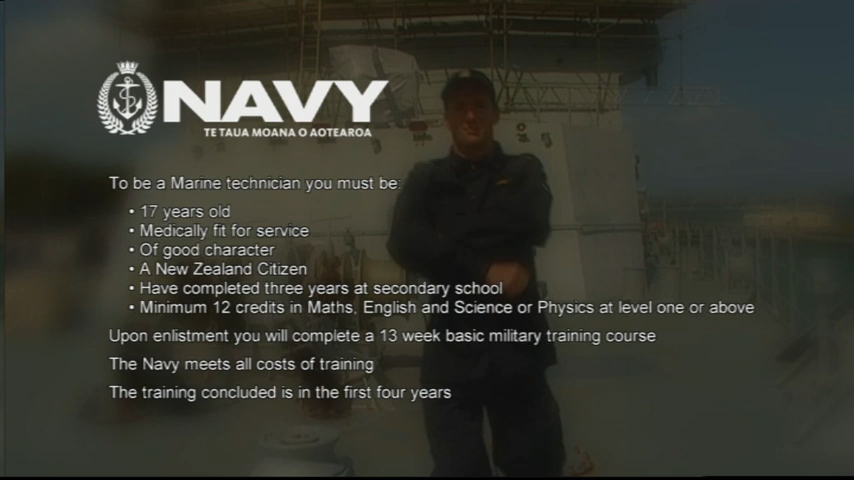 NAVY
TE TAUA MOANA O AOTEAROA
To be a Marine technician you must be:
• 17 years old
• Medically fit for service
• Of good character
• A New Zealand Citizen
• Have completed three years at secondary school
• Minimum 12 credits in Maths, English and Science or Physics at level one or above
Upon enlistment you will complete a 13 week basic military training course
The Navy meets all costs of training
The training concluded is in the first four years